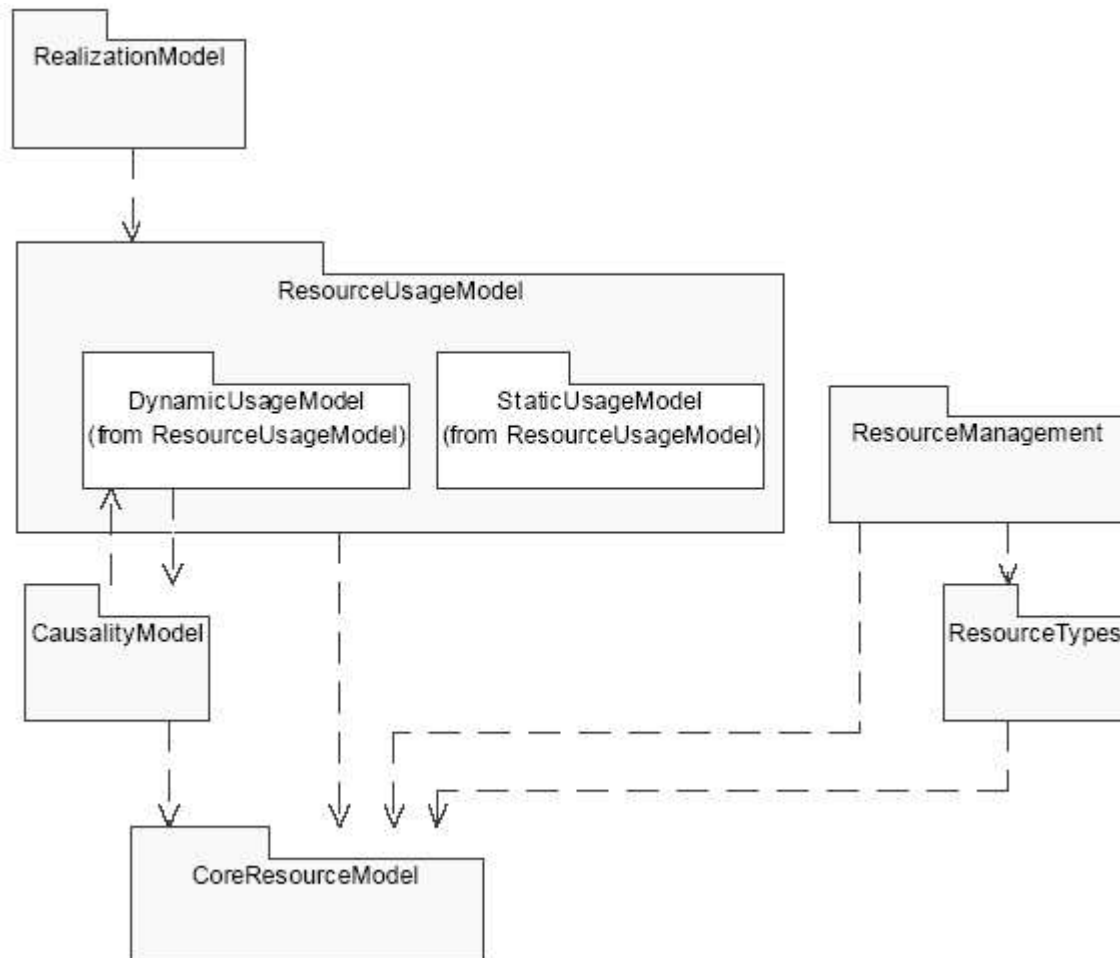 RealizationModel
ResourceUsageModel
DynamicUsageModel
(from ResourceUsageModel)
StaticUsageModel
(from ResourceUsageModel)
ResourceManagement
CausalityModel
ResourceTypes
CoreResourceModel